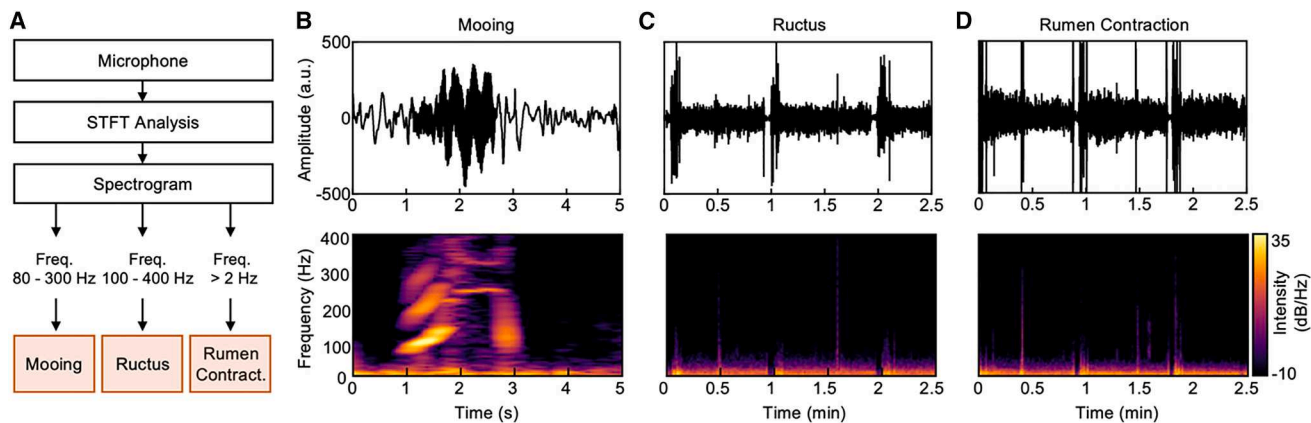 A
Microphone
STFT Analysis
Spectrogram
Freq.
80 - 300 Hz
Freq.
100 - 400 Hz
Freq.
> 2 Hz
Mooing
Ructus
Rumen
Contract.
B
Mooing
Amplitude (a.u.)
500
0
-500
0 1 2 3 4 5
Frequency (Hz)
400
300
200
100
0
0 1 2 3 4 5
Time (s)
C
Ructus
0 0.5 1 1.5 2 2.5
0 0.5 1 1.5 2 2.5
Time (min)
D
Rumen Contraction
0 0.5 1 1.5 2 2.5
0 0.5 1 1.5 2 2.5
Time (min)
35
Intensity
(dB/Hz)
-10